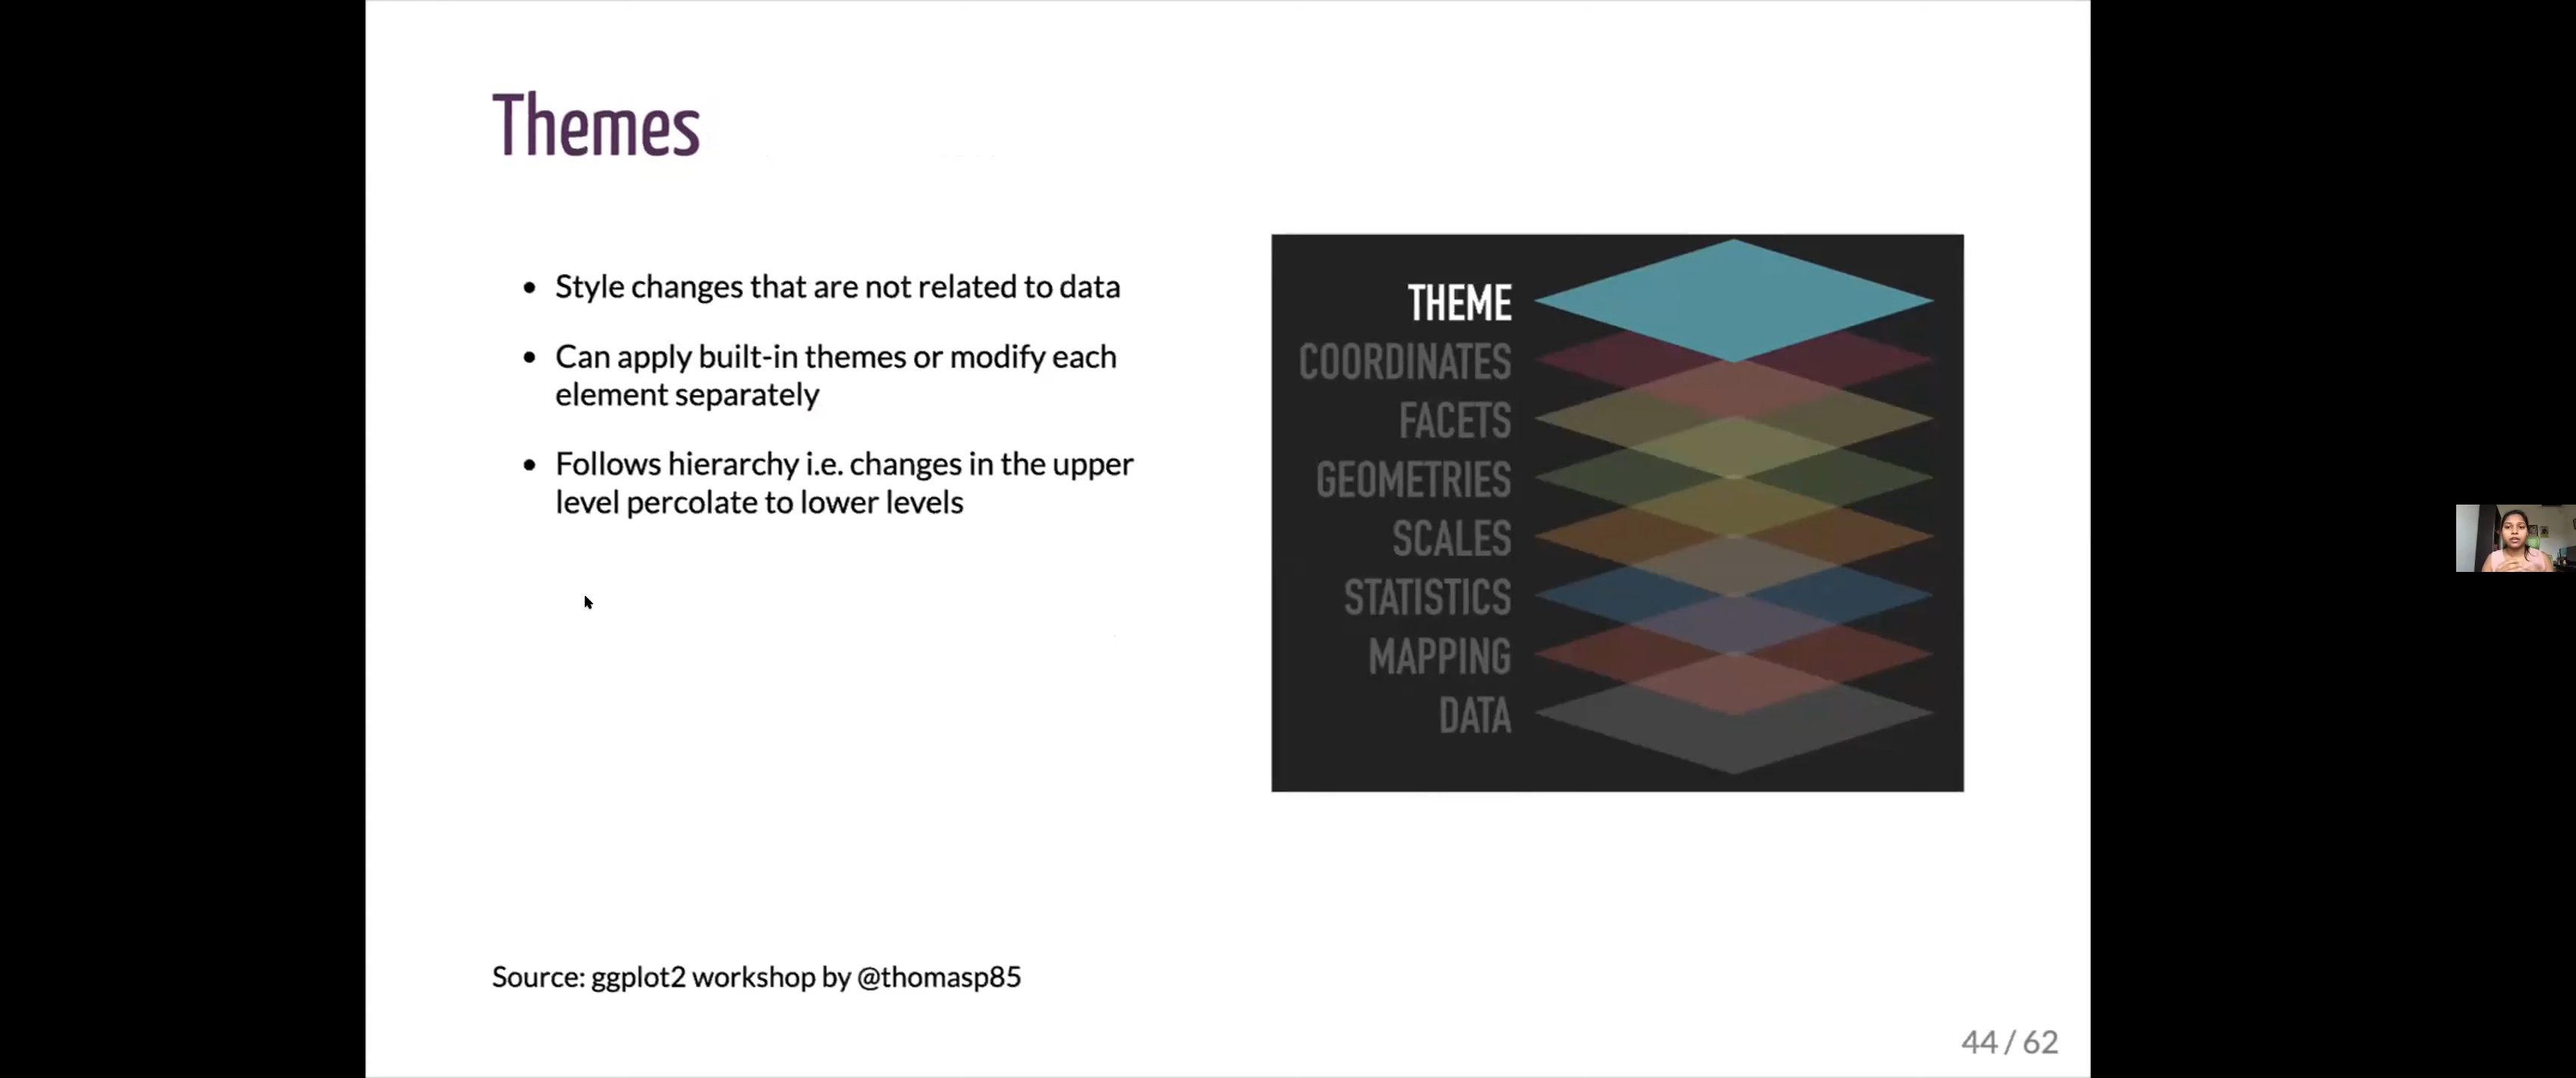 Themes
• Style changes that are not related to data
• Can apply built-in themes or modify each
element separately
• Follows hierarchy i.e. changes in the upper
level percolate to lower levels
THEME
COORDINATES
FACETS
GEOMETRIES
SCALES
STATISTICS
MAPPING
DATA
Source: ggplot2 workshop by @thomasp85
44 / 62